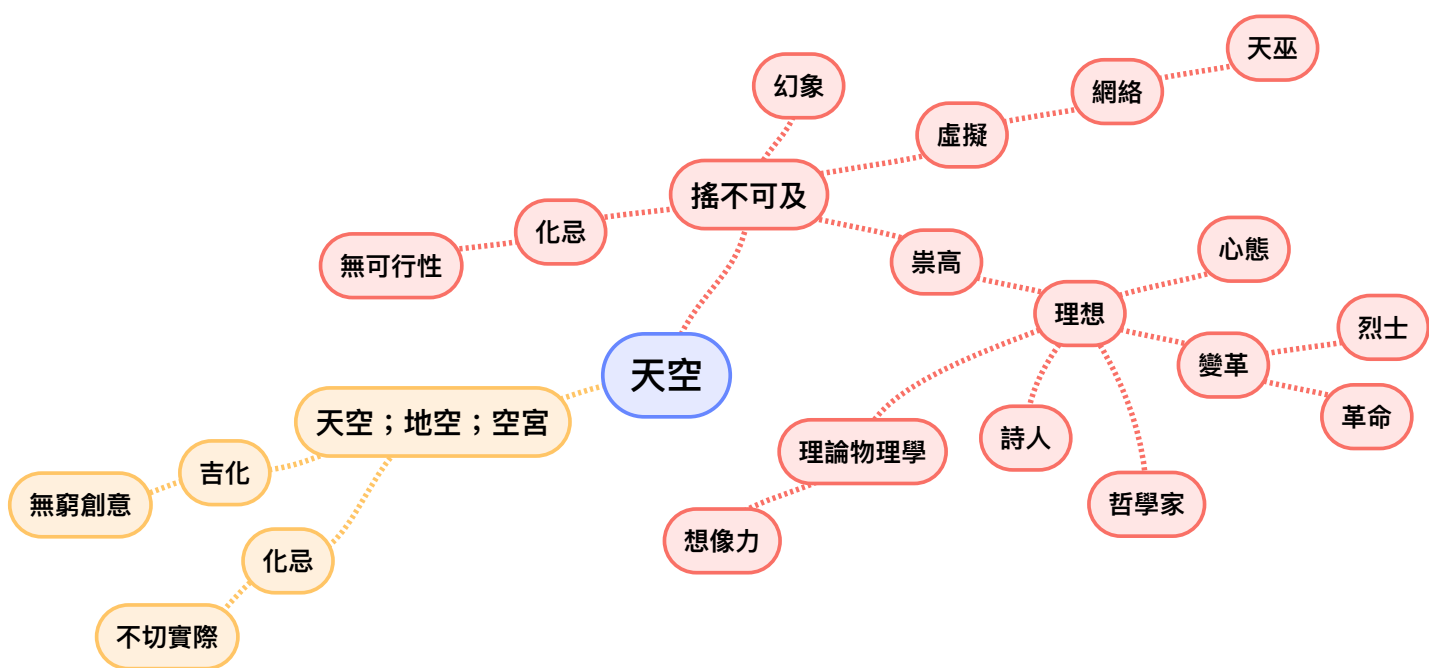 天空
搖不可及
幻象
虛擬
網絡
天巫
化忌
無可行性
祟高
理想
心態
變革
烈士
革命
哲學家
詩人
理論物理學
想像力
天空；地空；空宮
吉化
無窮創意
化忌
不切實際